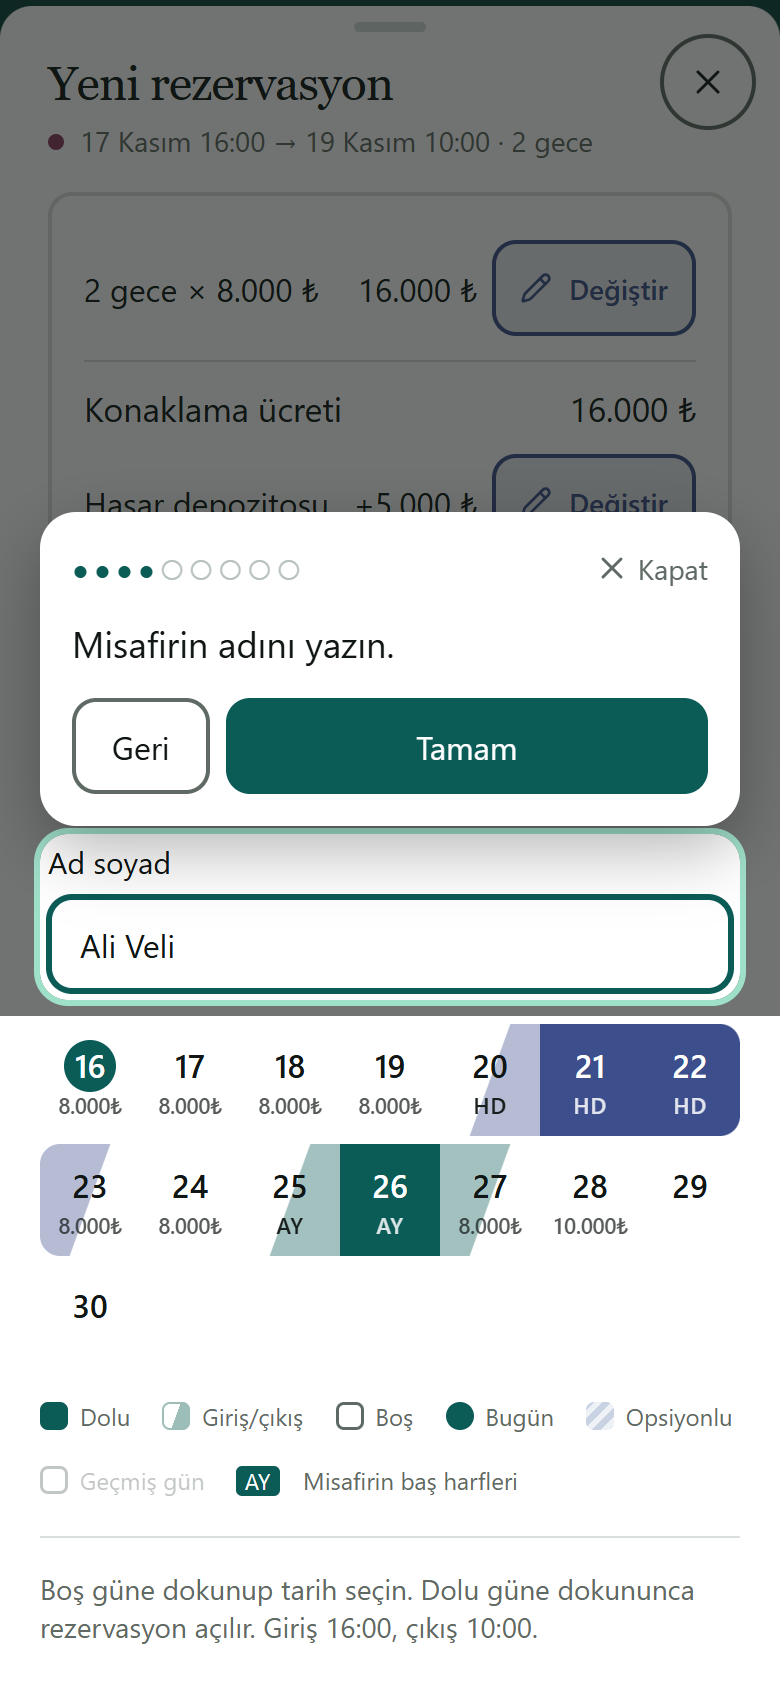 Yeni rezervasyon
17 Kasım 16:00 → 19 Kasım 10:00 · 2 gece
2 gece × 8.000 ₺ 16.000 ₺ Değiştir
Konaklama ücreti 16.000 ₺
Hasar depozitosu +5.000 ₺ Değiştir
Kapat
Misafirin adını yazın.
Geri Tamam
Ad soyad
Ali Veli
16 17 18 19 20 21 22
8.000₺ 8.000₺ 8.000₺ 8.000₺ HD HD HD
23 24 25 26 27 28 29
8.000₺ 8.000₺ AY AY 8.000₺ 10.000₺
30
Dolu Giriş/çıkış Boş Bugün Opsiyonlu
Geçmiş gün AY Misafirin baş harfleri
Boş güne dokunup tarih seçin. Dolu güne dokununca
rezervasyon açılır. Giriş 16:00, çıkış 10:00.